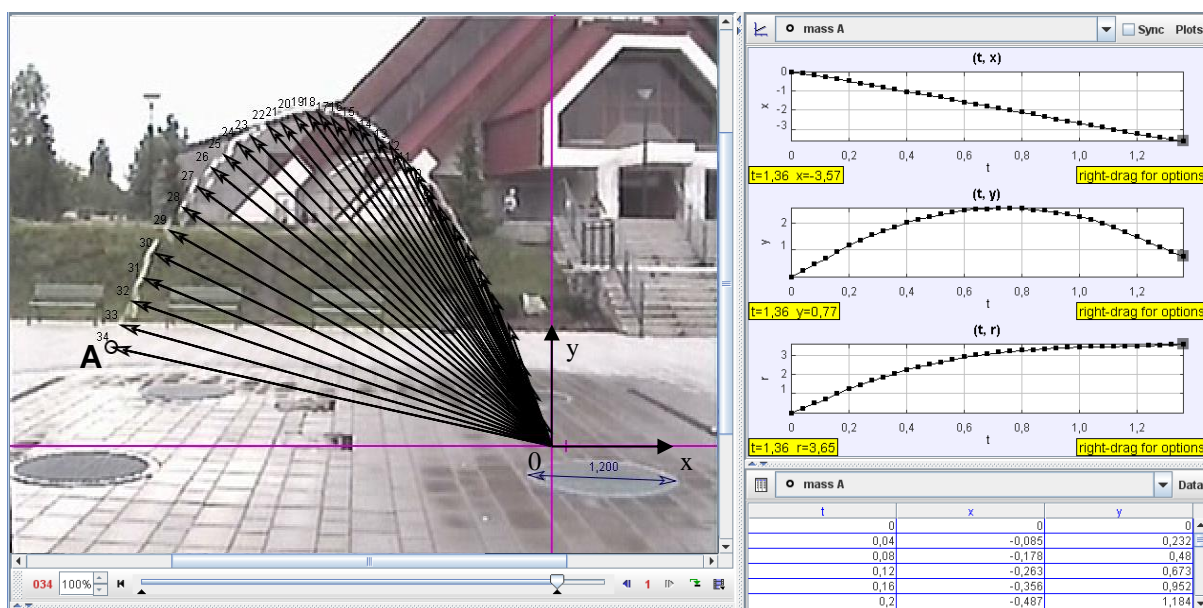 mass A
Sync
Plots
19 18
20
17 16
21
15
22
14
23
13
24
12
25
11
26
10
27
28
29
30
31
32
33
34
A
y
0
x
1,200
(t, x)
x
0
-1
-2
-3
0
0,2
0,4
0,6
0,8
1,0
1,2
t
t=1,36 x=-3,57
right-drag for options
(t, y)
y
2
1
0
0,2
0,4
0,6
0,8
1,0
1,2
t
t=1,36 y=0,77
right-drag for options
(t, r)
r
3
2
1
0
0,2
0,4
0,6
0,8
1,0
1,2
t
t=1,36 r=3,65
right-drag for options
mass A
Data
t x y
0 0 0
0,04 -0,085 0,232
0,08 -0,178 0,48
0,12 -0,263 0,673
0,16 -0,356 0,952
0,2 -0,487 1,184
034 100% 1